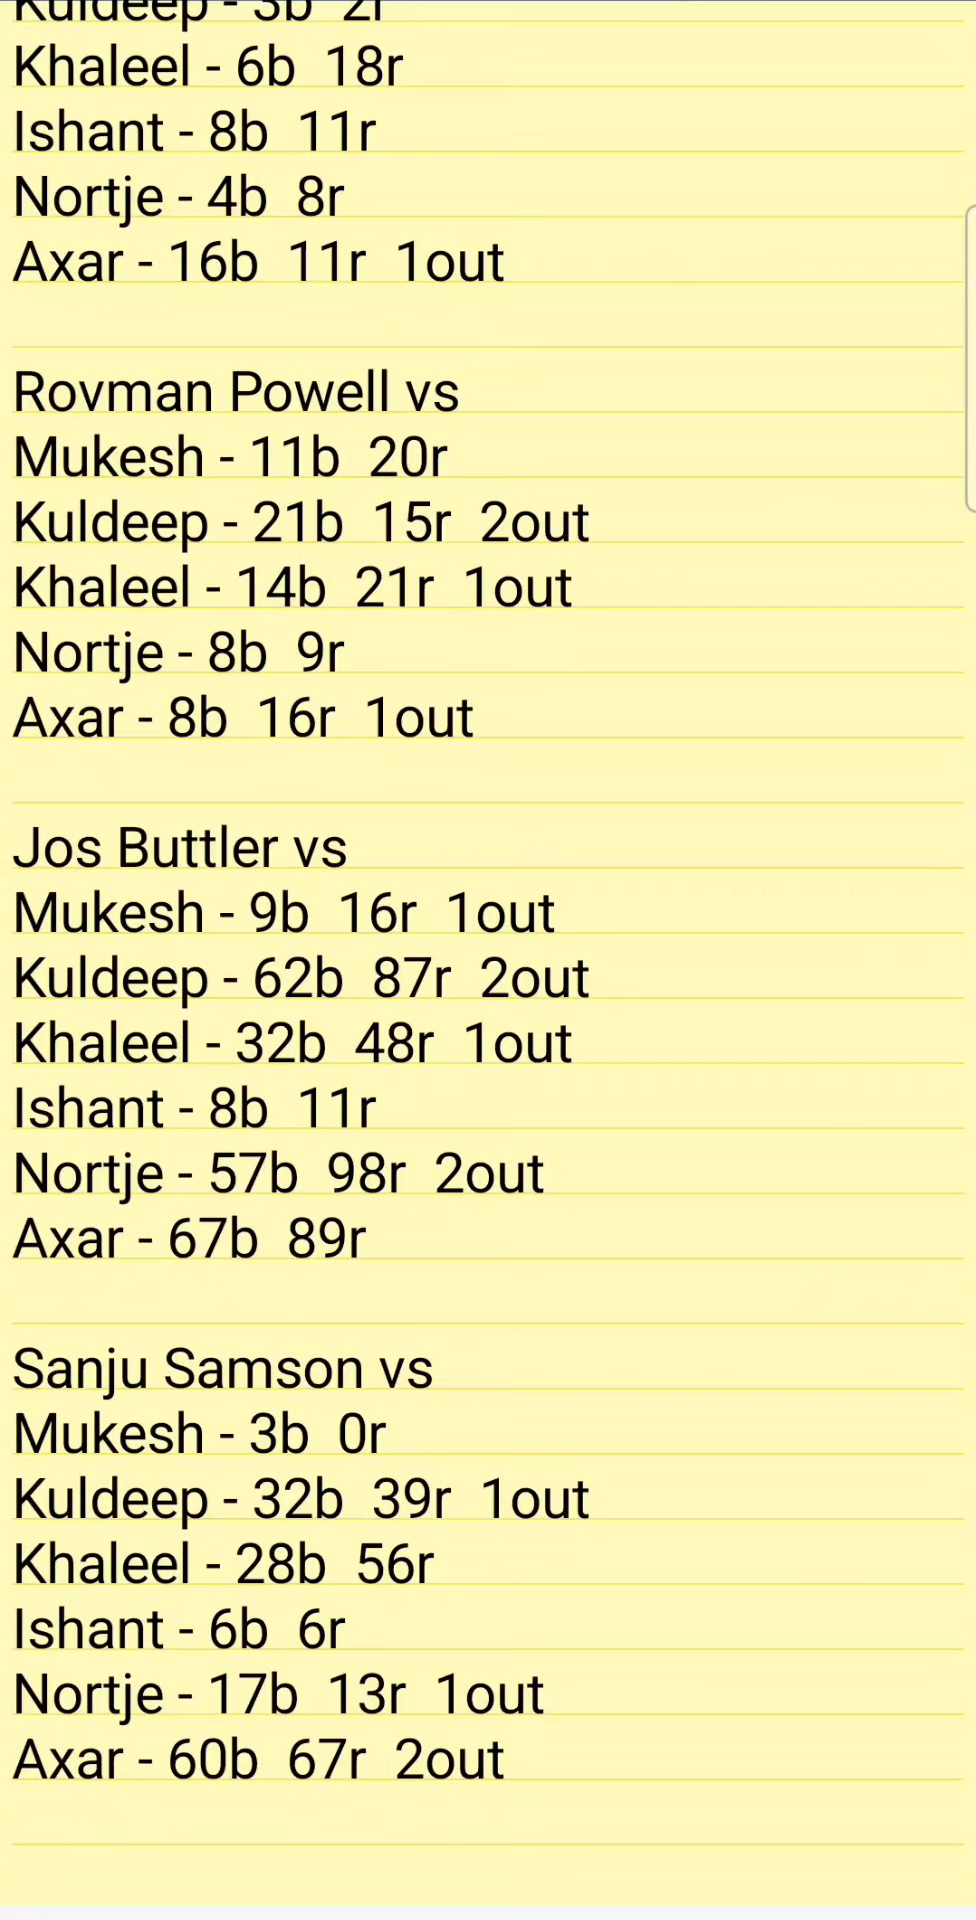 Kuldeep - 3b 2r
Khaleel - 6b 18r
Ishant - 8b 11r
Nortje - 4b 8r
Axar - 16b 11r 1out
Rovman Powell vs
Mukesh - 11b 20r
Kuldeep - 21b 15r 2out
Khaleel - 14b 21r 1out
Nortje - 8b 9r
Axar - 8b 16r 1out
Jos Buttler vs
Mukesh - 9b 16r 1out
Kuldeep - 62b 87r 2out
Khaleel - 32b 48r 1out
Ishant - 8b 11r
Nortje - 57b 98r 2out
Axar - 67b 89r
Sanju Samson vs
Mukesh - 3b 0r
Kuldeep - 32b 39r 1out
Khaleel - 28b 56r
Ishant - 6b 6r
Nortje - 17b 13r 1out
Axar - 60b 67r 2out